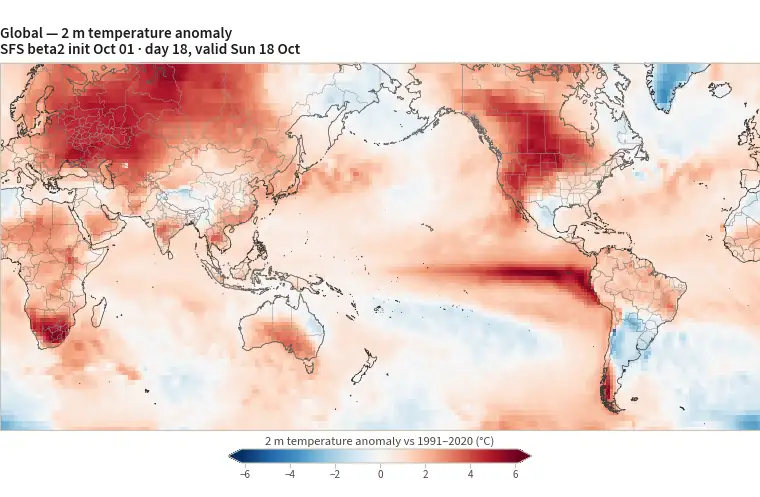 Global — 2 m temperature anomaly
SFS beta2 init Oct 01 · day 18, valid Sun 18 Oct
2 m temperature anomaly vs 1991–2020 (°C)
−6 −4 −2 0 2 4 6